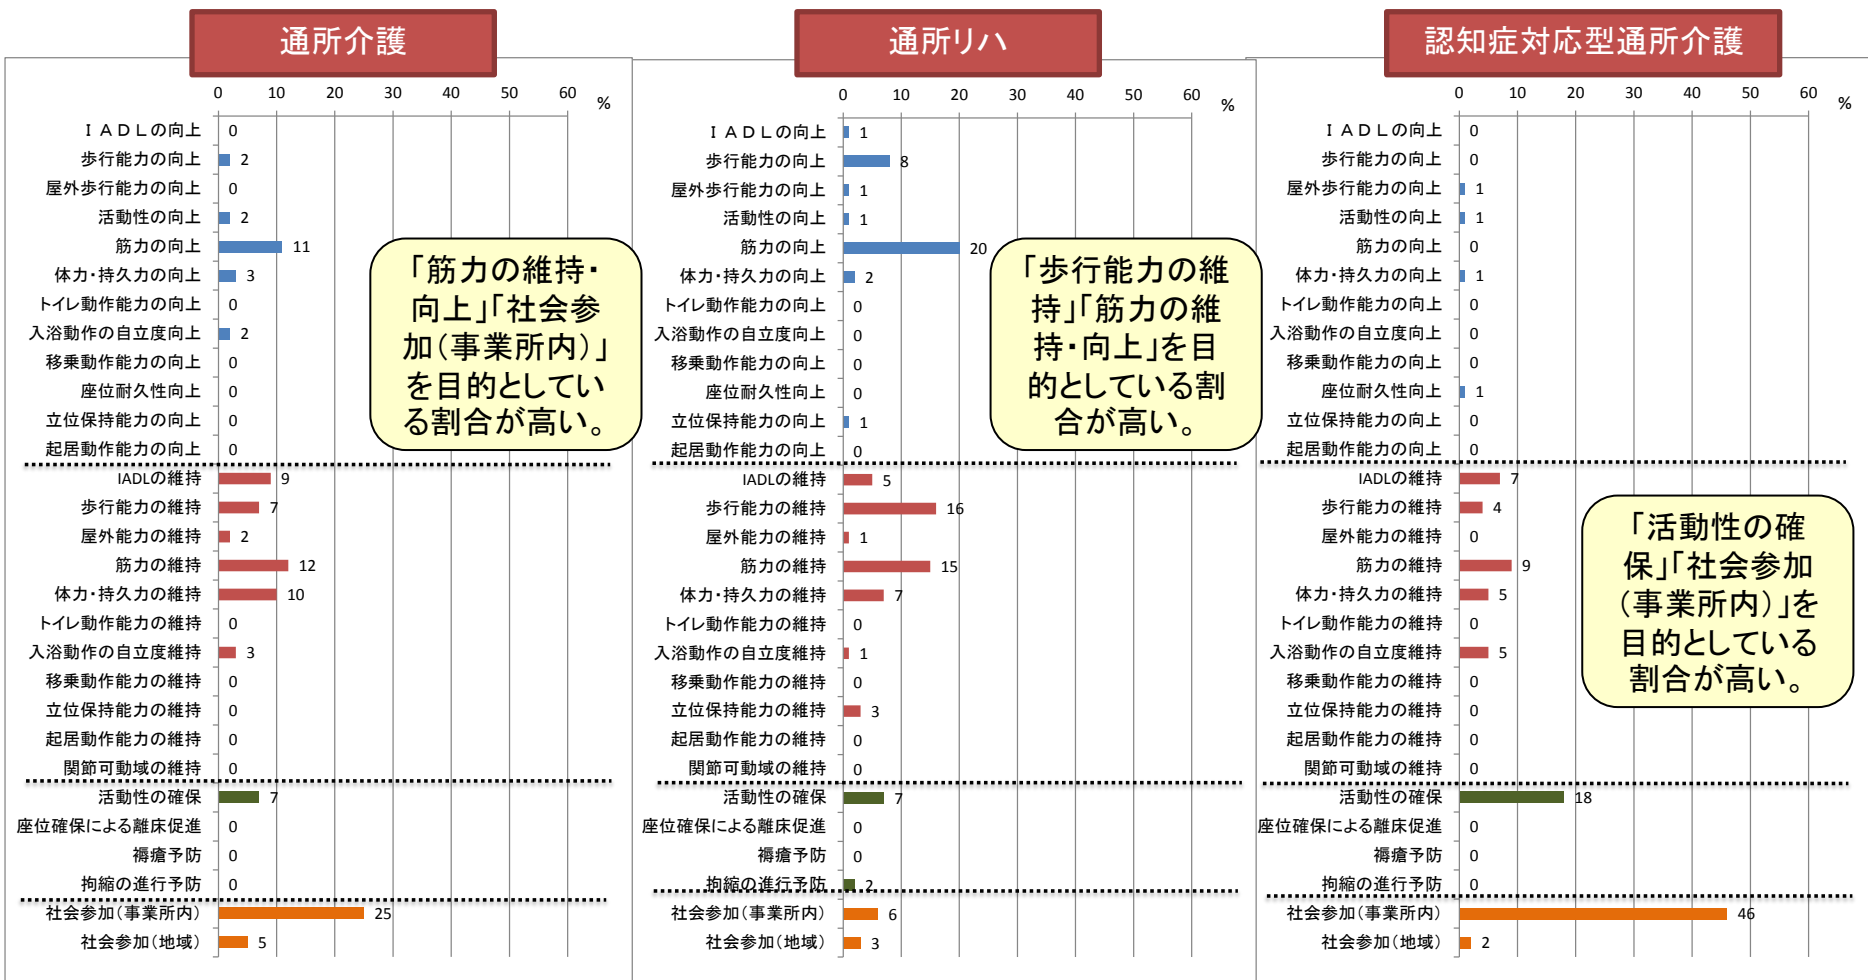 通所介護
0 10 20 30 40 50 60 %
ＩＡＤＬの向上 0
歩行能力の向上 2
屋外歩行能力の向上 0
活動性の向上 2
筋力の向上 11
体力・持久力の向上 3
トイレ動作能力の向上 0
入浴動作の自立度向上 2
移乗動作能力の向上 0
座位耐久性向上 0
立位保持能力の向上 0
起居動作能力の向上 0
IADLの維持 9
歩行能力の維持 7
屋外能力の維持 2
筋力の維持 12
体力・持久力の維持 10
トイレ動作能力の維持 0
入浴動作の自立度維持 3
移乗動作能力の維持 0
立位保持能力の維持 0
起居動作能力の維持 0
関節可動域の維持 0
活動性の確保 7
座位確保による離床促進 0
褥瘡予防 0
拘縮の進行予防 0
社会参加（事業所内） 25
社会参加（地域） 5
「筋力の維持・
向上」「社会参
加（事業所内）」
を目的としてい
る割合が高い。
通所リハ
0 10 20 30 40 50 60 %
ＩＡＤＬの向上 1
歩行能力の向上 8
屋外歩行能力の向上 1
活動性の向上 1
筋力の向上 20
体力・持久力の向上 2
トイレ動作能力の向上 0
入浴動作の自立度向上 0
移乗動作能力の向上 0
座位耐久性向上 0
立位保持能力の向上 1
起居動作能力の向上 0
IADLの維持 5
歩行能力の維持 16
屋外能力の維持 1
筋力の維持 15
体力・持久力の維持 7
トイレ動作能力の維持 0
入浴動作の自立度維持 1
移乗動作能力の維持 0
立位保持能力の維持 3
起居動作能力の維持 0
関節可動域の維持 0
活動性の確保 7
座位確保による離床促進 0
褥瘡予防 0
拘縮の進行予防 2
社会参加（事業所内） 6
社会参加（地域） 3
「歩行能力の維
持」「筋力の維
持・向上」を目
的としている割
合が高い。
認知症対応型通所介護
0 10 20 30 40 50 60 %
ＩＡＤＬの向上 0
歩行能力の向上 0
屋外歩行能力の向上 1
活動性の向上 1
筋力の向上 0
体力・持久力の向上 1
トイレ動作能力の向上 0
入浴動作の自立度向上 0
移乗動作能力の向上 0
座位耐久性向上 1
立位保持能力の向上 0
起居動作能力の向上 0
IADLの維持 7
歩行能力の維持 4
屋外能力の維持 0
筋力の維持 9
体力・持久力の維持 5
トイレ動作能力の維持 0
入浴動作の自立度維持 5
移乗動作能力の維持 0
立位保持能力の維持 0
起居動作能力の維持 0
関節可動域の維持 0
活動性の確保 18
座位確保による離床促進 0
褥瘡予防 0
拘縮の進行予防 0
社会参加（事業所内） 46
社会参加（地域） 2
「活動性の確
保」「社会参加
（事業所内）」を
目的としている
割合が高い。